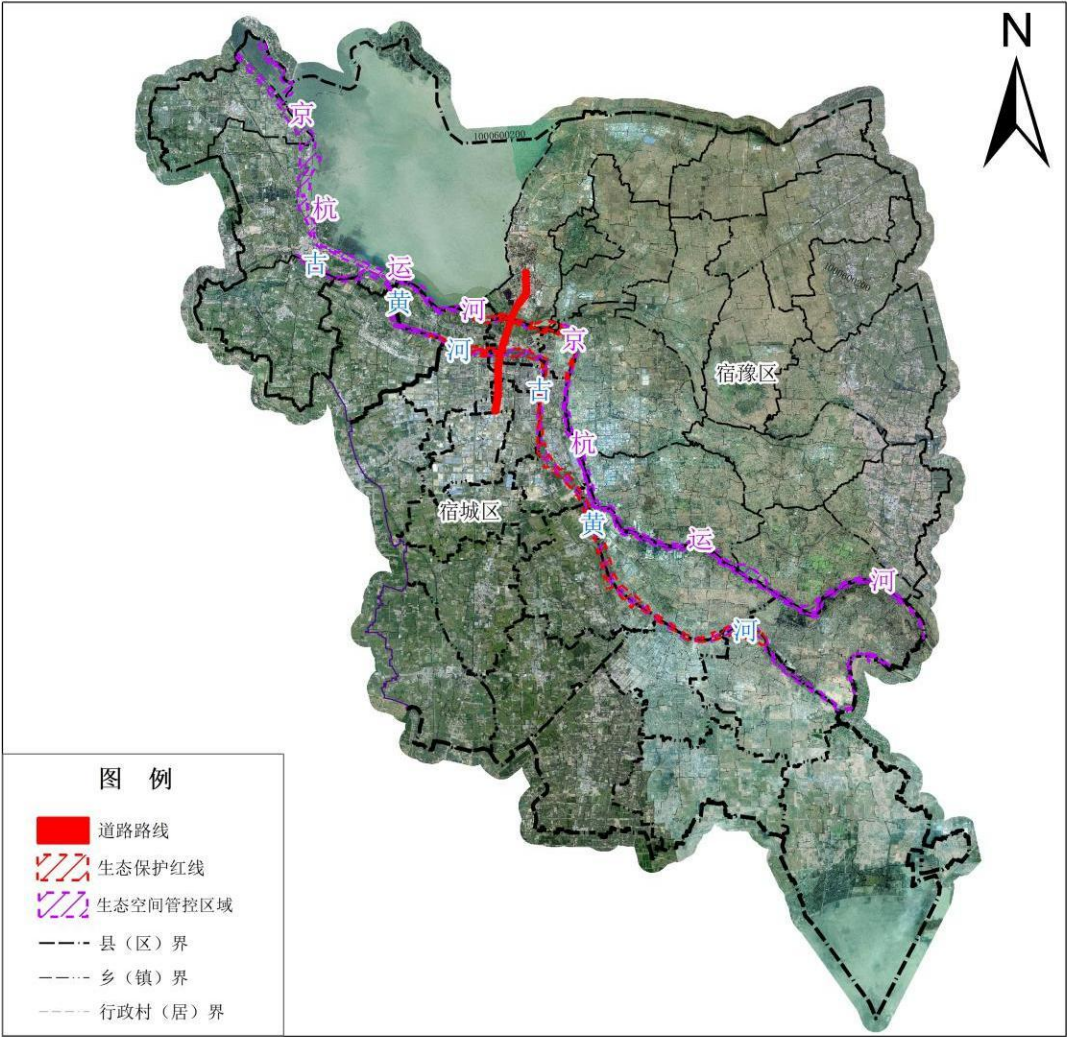 N
京
1000600200
杭
古
运
黄
河
河
京
宿豫区
古
杭
宿城区
黄
运
河
河
图 例
道路路线
生态保护红线
生态空间管控区域
县（区）界
乡（镇）界
行政村（居）界